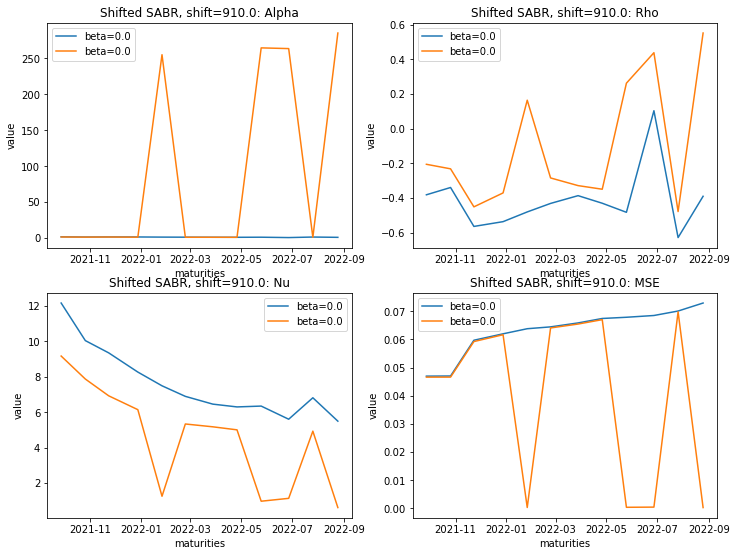 Shifted SABR, shift=910.0: Alpha
beta=0.0
beta=0.0
value
250
200
150
100
50
0
2021-11
2022-01
2022-03
2022-05
2022-07
2022-09
maturities
Shifted SABR, shift=910.0: Rho
beta=0.0
beta=0.0
value
0.6
0.4
0.2
0.0
−0.2
−0.4
−0.6
2021-11
2022-01
2022-03
2022-05
2022-07
2022-09
maturities
Shifted SABR, shift=910.0: Nu
beta=0.0
beta=0.0
value
12
10
8
6
4
2
2021-11
2022-01
2022-03
2022-05
2022-07
2022-09
maturities
Shifted SABR, shift=910.0: MSE
beta=0.0
beta=0.0
value
0.07
0.06
0.05
0.04
0.03
0.02
0.01
0.00
2021-11
2022-01
2022-03
2022-05
2022-07
2022-09
maturities